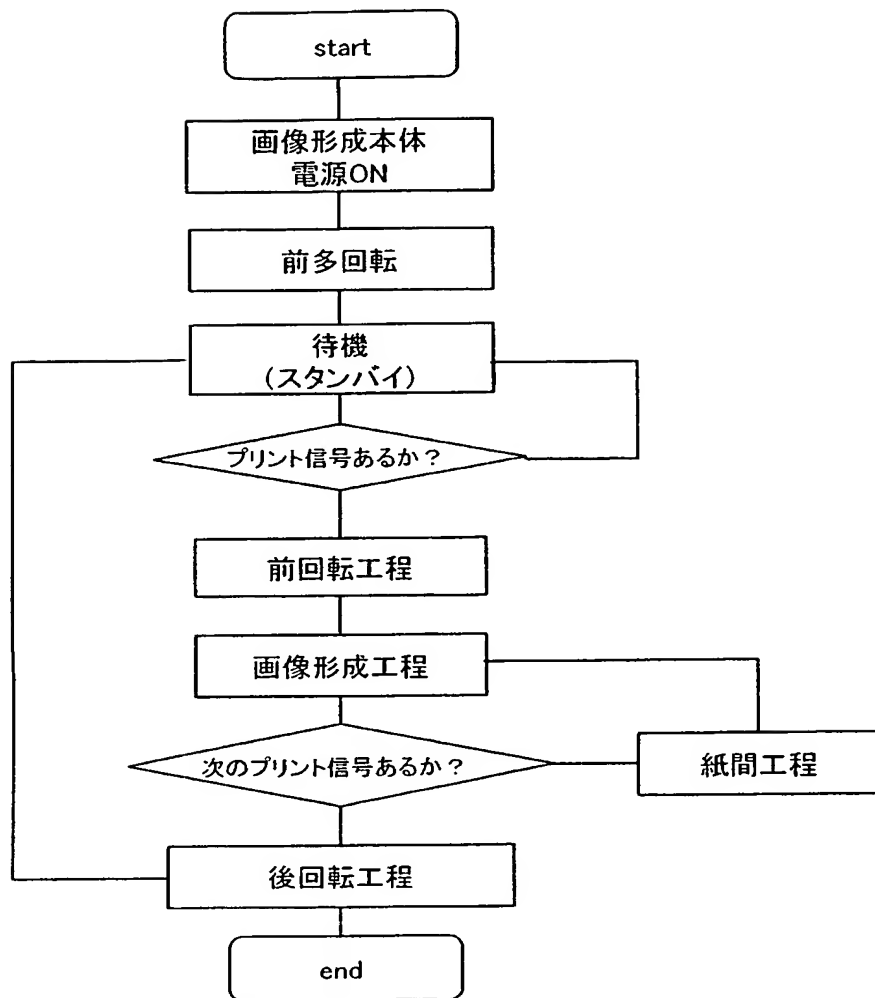 start
画像形成本体
電源ON
前多回転
待機
(スタンバイ)
プリント信号あるか？
前回転工程
画像形成工程
次のプリント信号あるか？
紙間工程
後回転工程
end